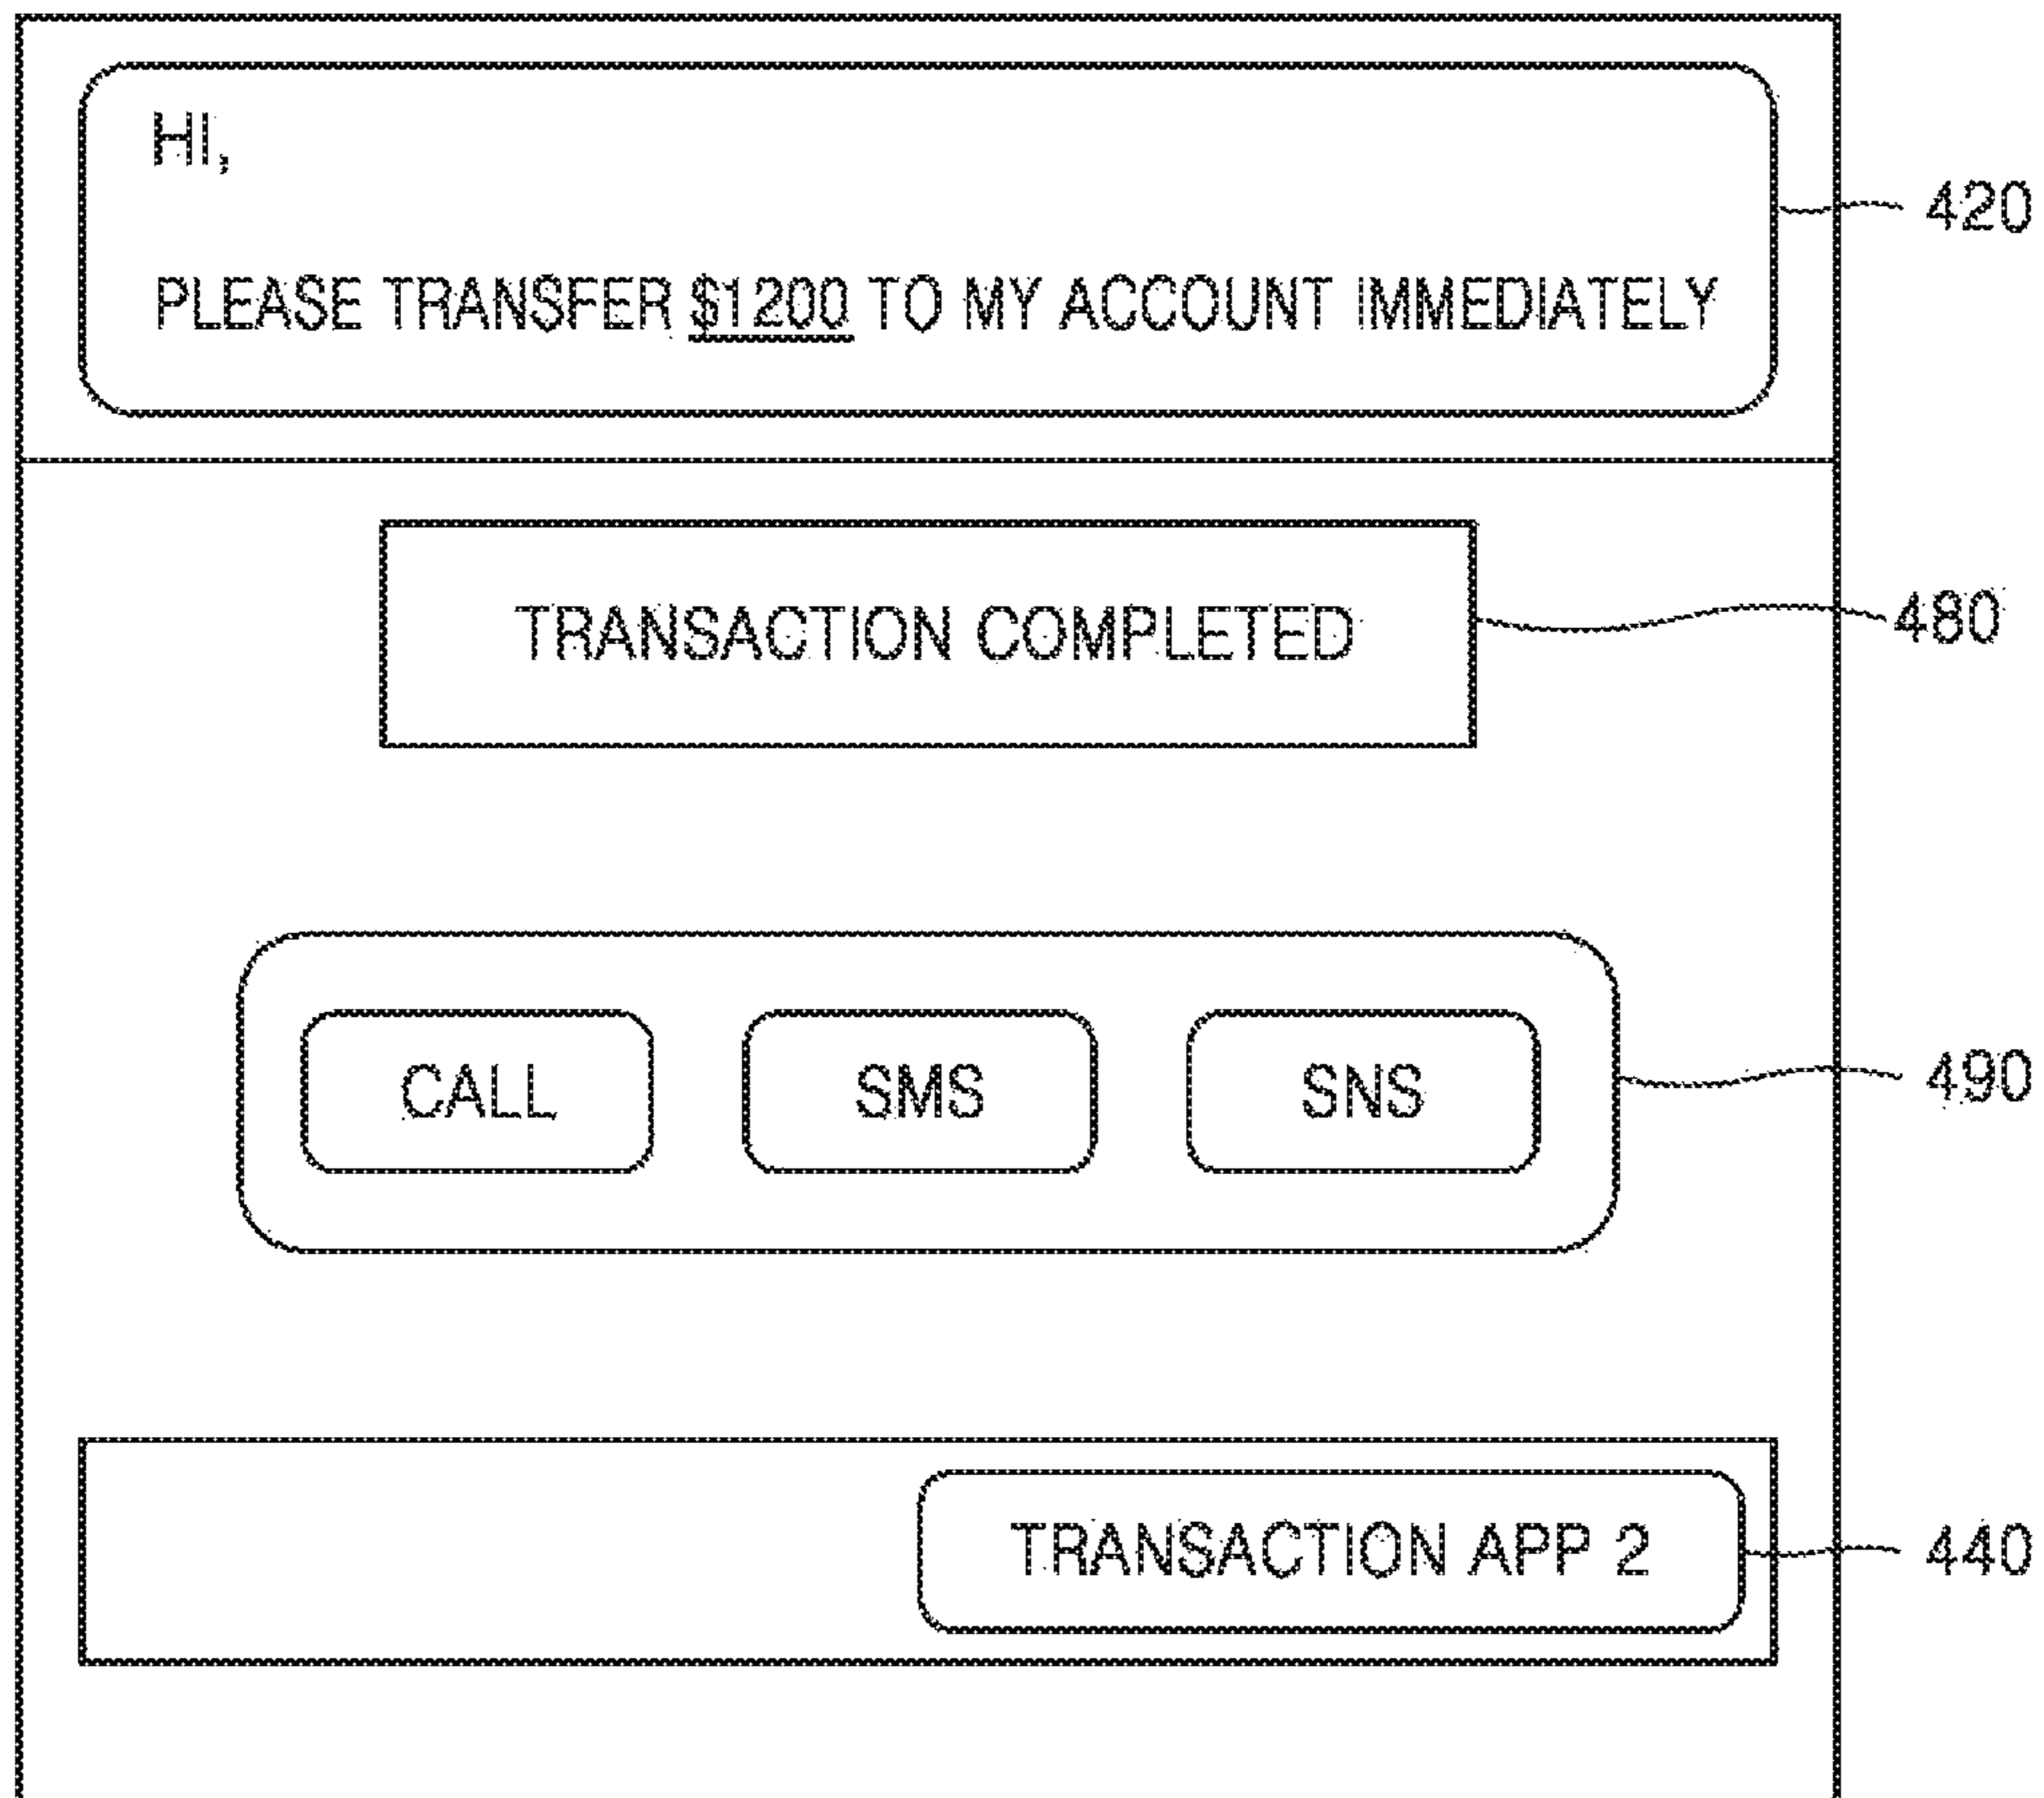 HI,
PLEASE TRANSFER $1200 TO MY ACCOUNT IMMEDIATELY
420
TRANSACTION COMPLETED
480
CALL SMS SNS
490
TRANSACTION APP 2
440